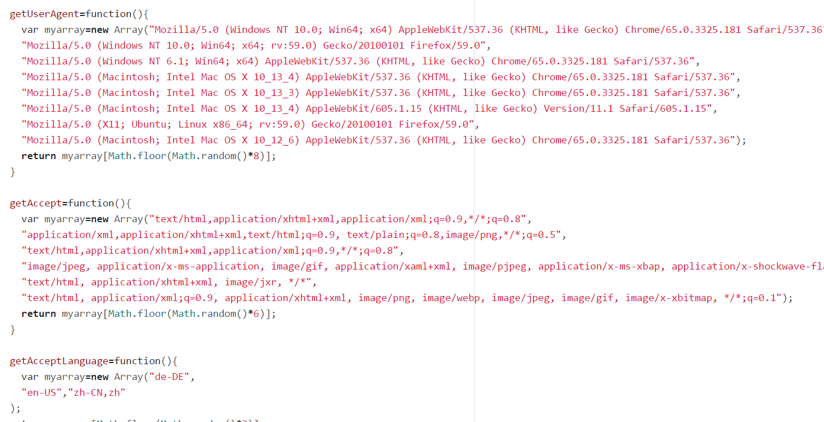 getUserAgent=function(){
var myarray=new Array("Mozilla/5.0 (Windows NT 10.0; Win64; x64) AppleWebKit/537.36 (KHTML, like Gecko) Chrome/65.0.3325.181 Safari/537.36"
"Mozilla/5.0 (Windows NT 10.0; Win64; x64; rv:59.0) Gecko/20100101 Firefox/59.0",
"Mozilla/5.0 (Windows NT 6.1; Win64; x64) AppleWebKit/537.36 (KHTML, like Gecko) Chrome/65.0.3325.181 Safari/537.36",
"Mozilla/5.0 (Macintosh; Intel Mac OS X 10_13_4) AppleWebKit/537.36 (KHTML, like Gecko) Chrome/65.0.3325.181 Safari/537.36",
"Mozilla/5.0 (Macintosh; Intel Mac OS X 10_13_3) AppleWebKit/537.36 (KHTML, like Gecko) Chrome/65.0.3325.181 Safari/537.36",
"Mozilla/5.0 (Macintosh; Intel Mac OS X 10_13_4) AppleWebKit/605.1.15 (KHTML, like Gecko) Version/11.1 Safari/605.1.15",
"Mozilla/5.0 (X11; Ubuntu; Linux x86_64; rv:59.0) Gecko/20100101 Firefox/59.0",
"Mozilla/5.0 (Macintosh; Intel Mac OS X 10_12_6) AppleWebKit/537.36 (KHTML, like Gecko) Chrome/65.0.3325.181 Safari/537.36");
return myarray[Math.floor(Math.random()*8)];
}
getAccept=function(){
var myarray=new Array("text/html,application/xhtml+xml,application/xml;q=0.9,*/*;q=0.8",
"application/xml,application/xhtml+xml,text/html;q=0.9, text/plain;q=0.8,image/png,*/*;q=0.5",
"text/html,application/xhtml+xml,application/xml;q=0.9,*/*;q=0.8",
"image/jpeg, application/x-ms-application, image/gif, application/xaml+xml, image/pjpeg, application/x-ms-xbap, application/x-shockwave-fla
"text/html, application/xhtml+xml, image/jxr, */*",
"text/html, application/xml;q=0.9, application/xhtml+xml, image/png, image/webp, image/jpeg, image/gif, image/x-xbitmap, */*;q=0.1");
return myarray[Math.floor(Math.random()*6)];
}
getAcceptLanguage=function(){
var myarray=new Array("de-DE",
"en-US","zh-CN,zh"
);